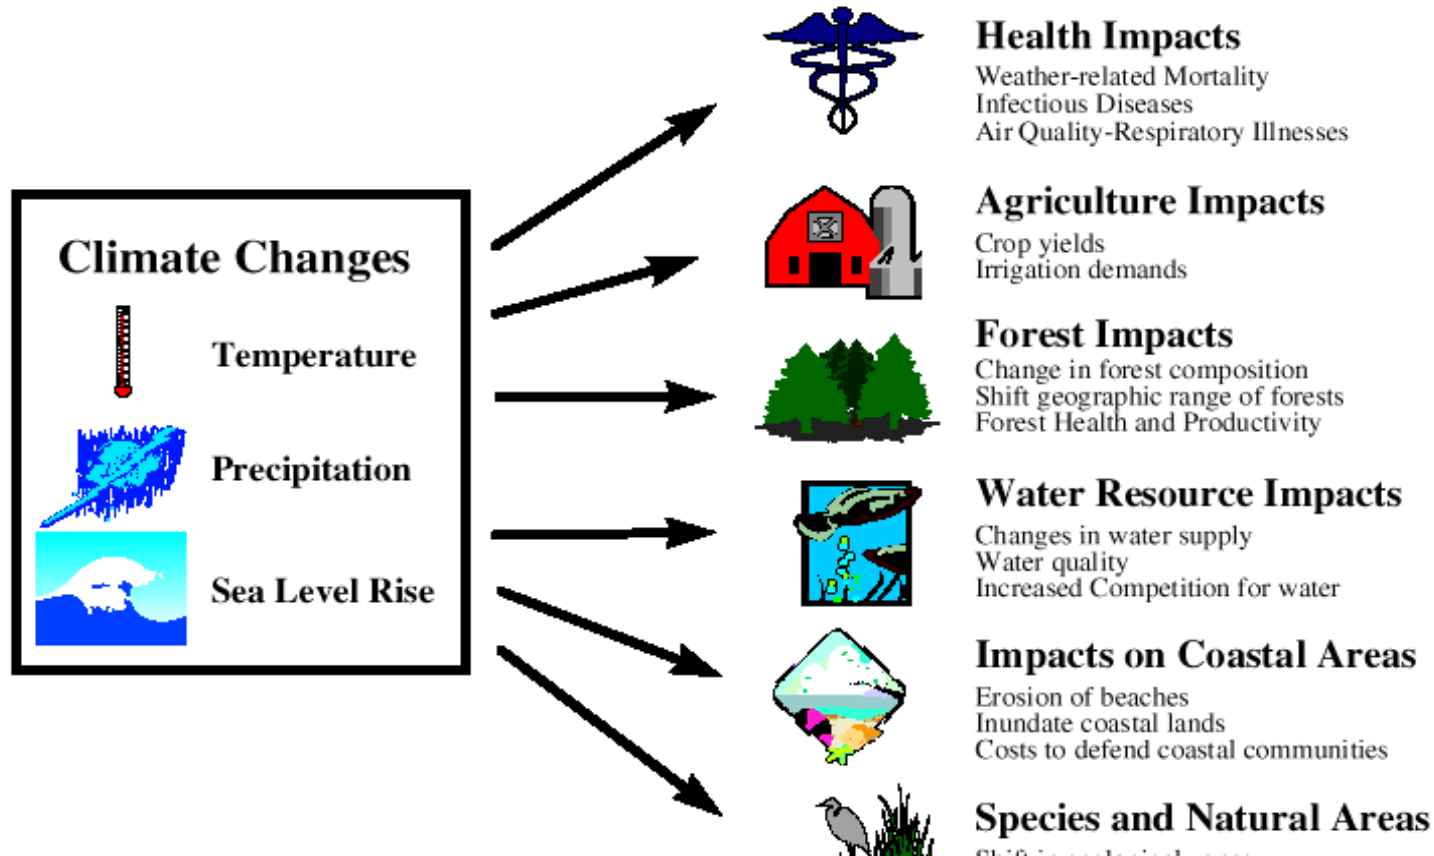 Climate Changes
Temperature
Precipitation
Sea Level Rise
Health Impacts
Weather-related Mortality
Infectious Diseases
Air Quality-Respiratory Illnesses
Agriculture Impacts
Crop yields
Irrigation demands
Forest Impacts
Change in forest composition
Shift geographic range of forests
Forest Health and Productivity
Water Resource Impacts
Changes in water supply
Water quality
Increased Competition for water
Impacts on Coastal Areas
Erosion of beaches
Inundate coastal lands
Costs to defend coastal communities
Species and Natural Areas